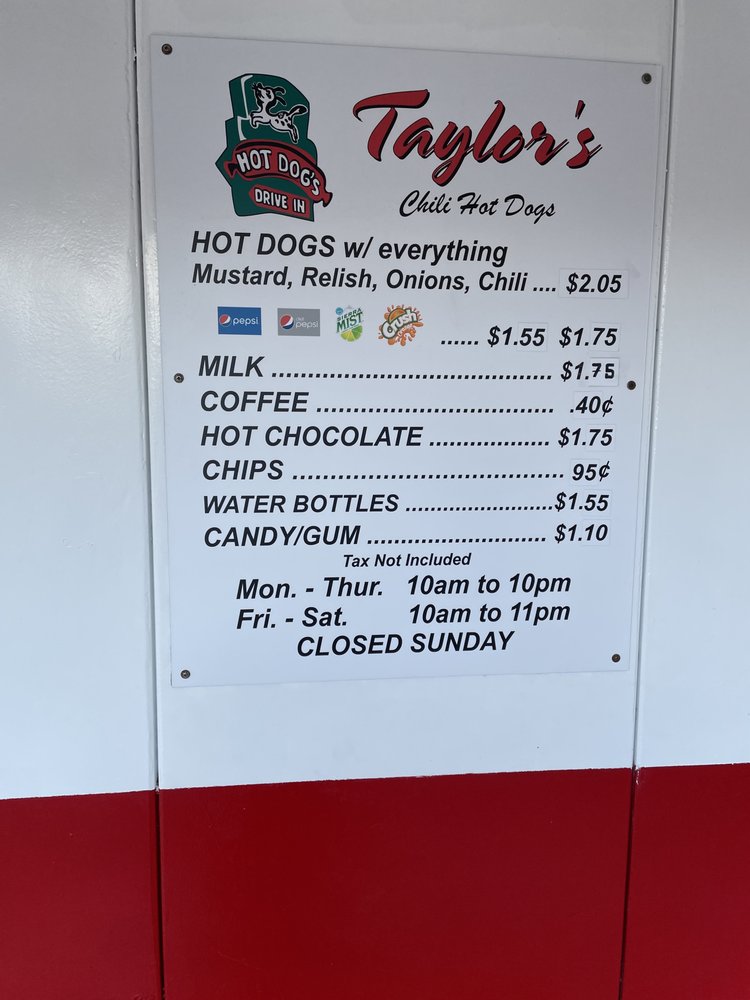 HOT DOG'S
DRIVE IN
Taylor's
Chili Hot Dogs
HOT DOGS w/ everything
Mustard, Relish, Onions, Chili .... $2.05
pepsi diet pepsi SIERRA MIST Crush ...... $1.55 $1.75
MILK ....................................... $1.75
COFFEE ................................. .40¢
HOT CHOCOLATE .................. $1.75
CHIPS ..................................... 95¢
WATER BOTTLES .........................$1.55
CANDY/GUM ........................... $1.10
Tax Not Included
Mon. - Thur. 10am to 10pm
Fri. - Sat. 10am to 11pm
CLOSED SUNDAY